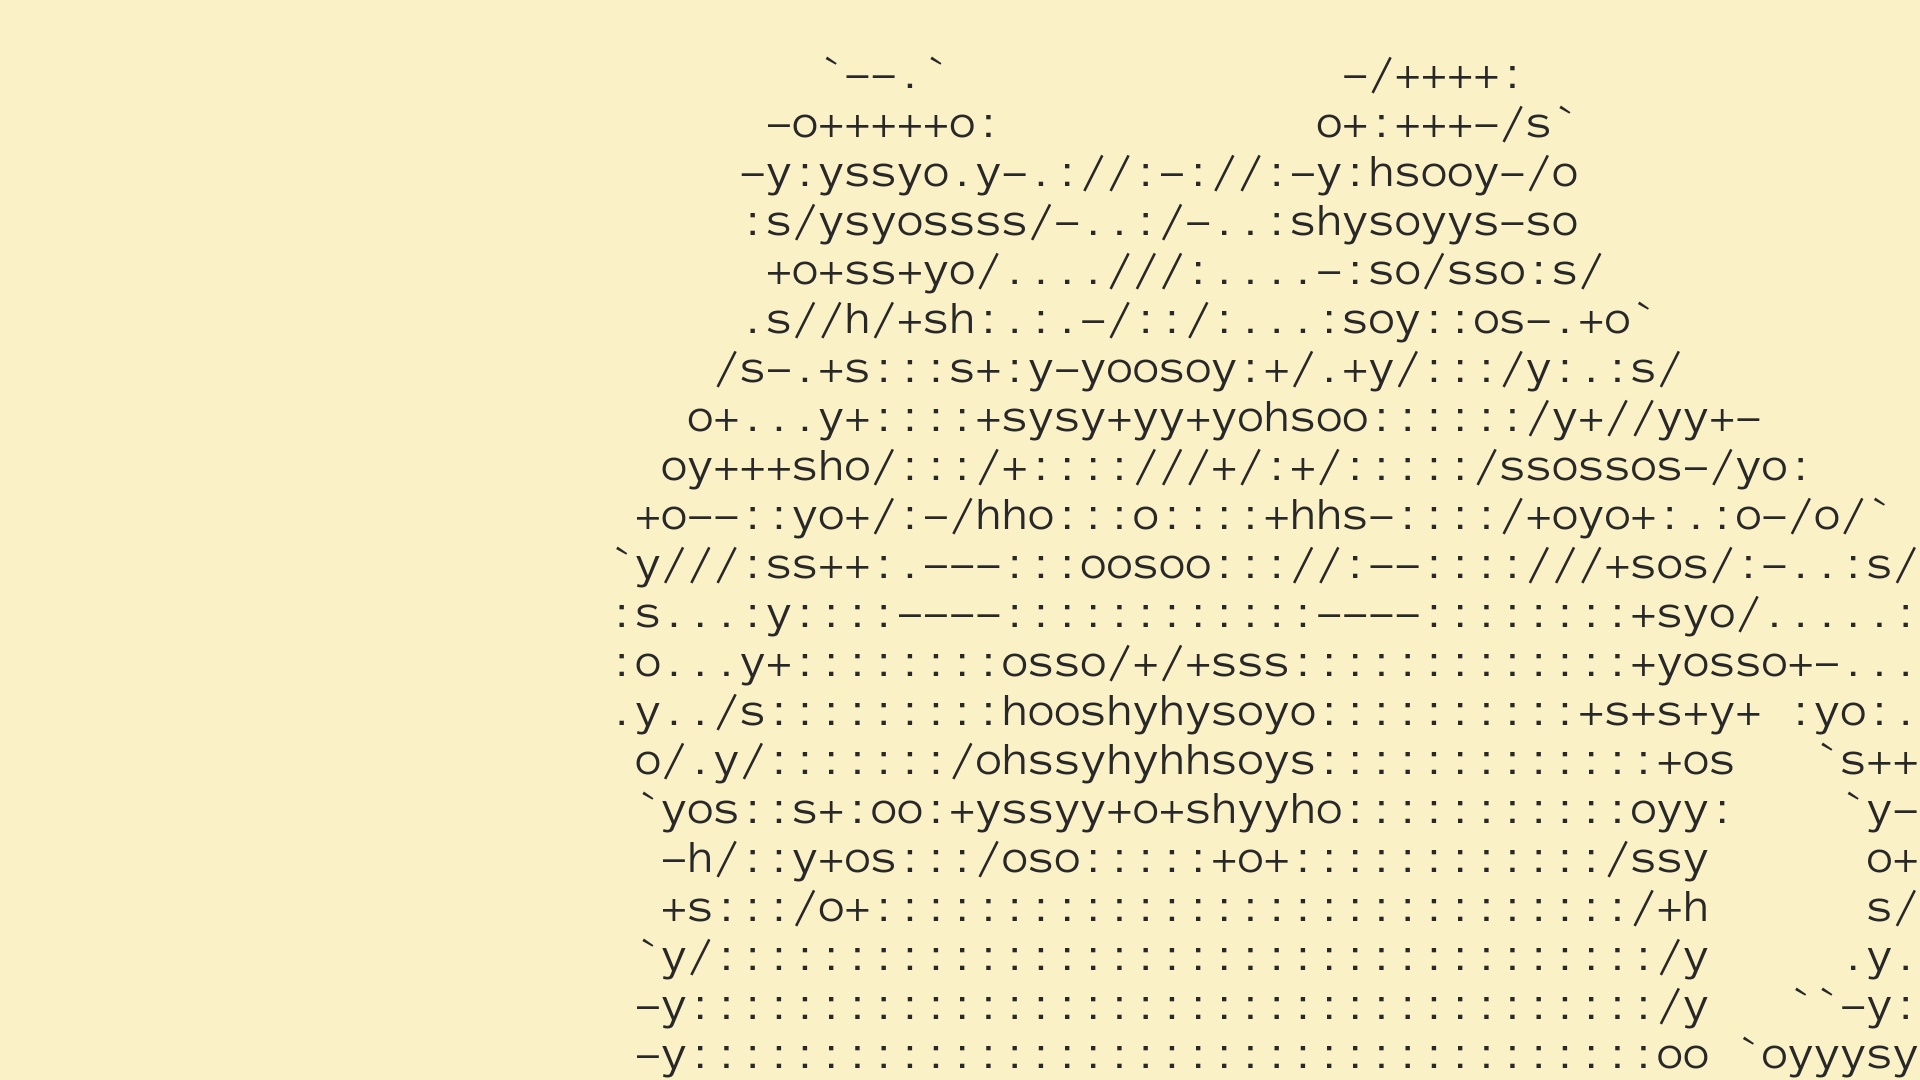 `--.`               -/++++:
      -o+++++o:            o+:+++-/s`
     -y:yssyo.y-.://:-://:-y:hsooy-/o
     :s/ysyossss/-..:/-..:shysoyys-so
      +o+ss+yo/....///:....-:so/sso:s/
     .s//h/+sh:.:.-/::/:...:soy::os-.+o`
    /s-.+s:::s+:y-yoosoy:+/.+y/:::/y:.:s/
   o+...y+::::+sysy+yy+yohsoo::::::/y+//yy+-
  oy+++sho/:::/+::::///+/:+/:::::/ssossos-/yo:
 +o--::yo+/:-/hho:::o::::+hhs-::::/+oyo+:.:o-/o/`
`y///:ss++:.---:::oosoo:::://:--::::///+sos/:-..:s/
:s...:y::::----::::::::::::----::::::::+syo/.....:
:o...y+::::::::osso/+/+sss:::::::::::::+yosso+-...
.y../s:::::::::hooshyhysoyo::::::::::+s+s+y+ :yo:.
 o/.y/:::::::/ohssyhyhhsoys:::::::::::::+os   `s++
 `yos::s+:oo:+yssyy+o+shyyho:::::::::::oyy:    `y-
  -h/::y+os:::/oso:::::+o+::::::::::::/ssy      o+
  +s:::/o+:::::::::::::::::::::::::::::/+h      s/
 `y/::::::::::::::::::::::::::::::::::::/y     .y.
 -y:::::::::::::::::::::::::::::::::::::/y   ``-y:
 -y:::::::::::::::::::::::::::::::::::::oo `oyyysy